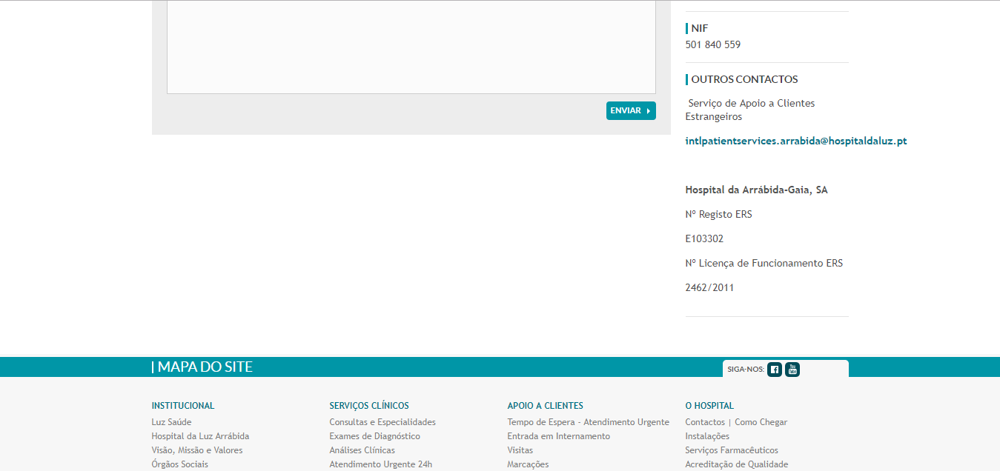 NIF
501 840 559
OUTROS CONTACTOS
Serviço de Apoio a Clientes
Estrangeiros
intlpatientservices.arrabida@hospitaldaluz.pt
Hospital da Arrábida-Gaia, SA
Nº Registo ERS
E103302
Nº Licença de Funcionamento ERS
2462/2011
ENVIAR
MAPA DO SITE
SIGA-NOS:
You Tube
INSTITUCIONAL
Luz Saúde
Hospital da Luz Arrábida
Visão, Missão e Valores
Órgãos Sociais
SERVIÇOS CLÍNICOS
Consultas e Especialidades
Exames de Diagnóstico
Análises Clínicas
Atendimento Urgente 24h
APOIO A CLIENTES
Tempo de Espera - Atendimento Urgente
Entrada em Internamento
Visitas
Marcações
O HOSPITAL
Contactos | Como Chegar
Instalações
Serviços Farmacêuticos
Acreditação de Qualidade